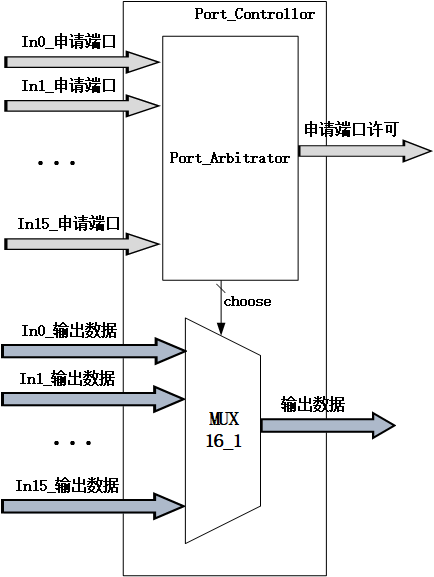 Port_Controllor
In0_申请端口
In1_申请端口
...
In15_申请端口
Port_Arbitrator
申请端口许可
choose
In0_输出数据
In1_输出数据
...
In15_输出数据
MUX
16_1
输出数据